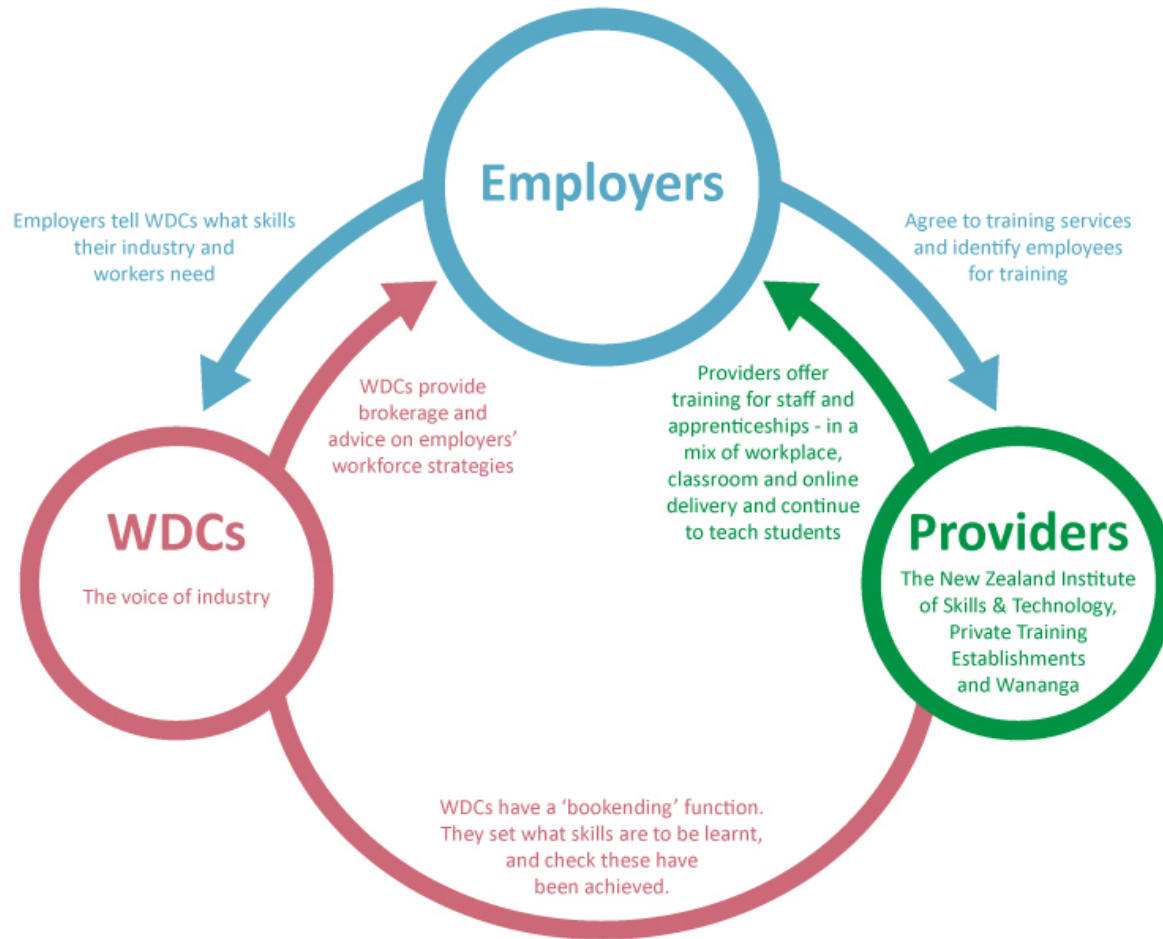 Employers
Employers tell WDCs what skills
their industry and
workers need
Agree to training services
and identify employees
for training
WDCs provide
brokerage and
advice on employers’
workforce strategies
Providers offer
training for staff and
apprenticeships - in a
mix of workplace,
classroom and online
delivery and continue
to teach students
WDCs
The voice of industry
Providers
The New Zealand Institute
of Skills & Technology,
Private Training
Establishments
and Wananga
WDCs have a ‘bookending’ function.
They set what skills are to be learnt,
and check these have
been achieved.